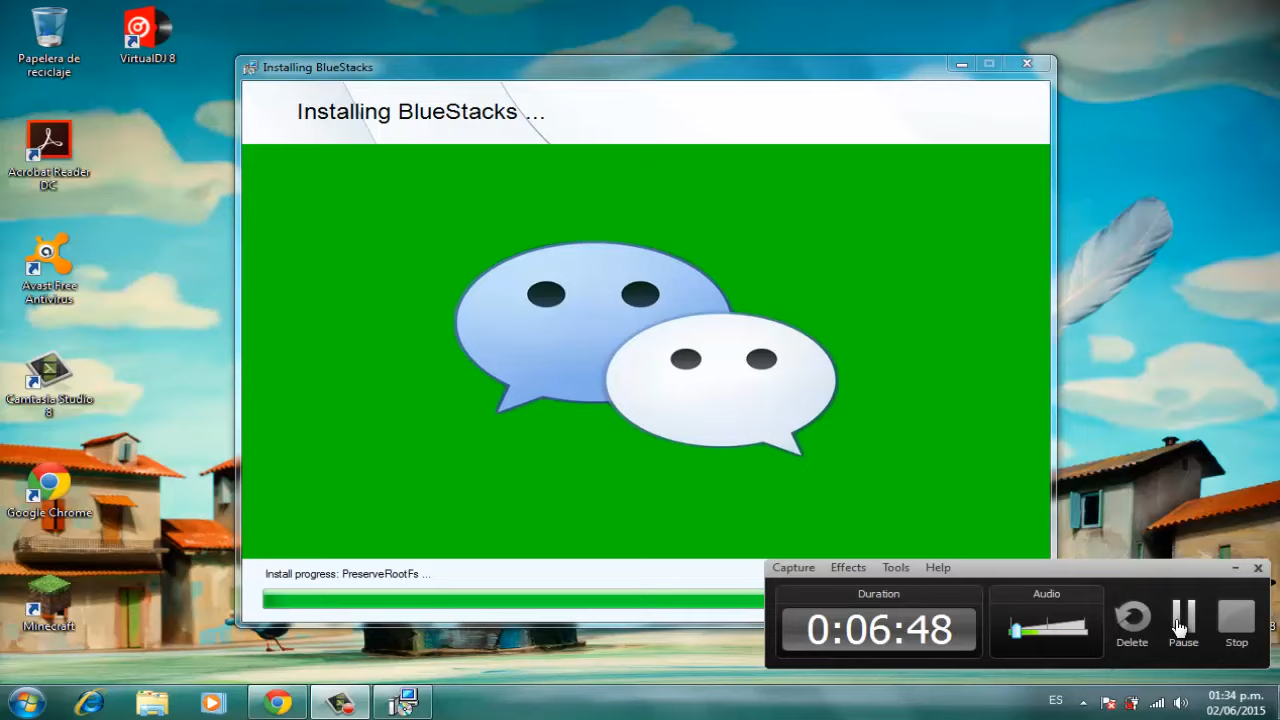 Papelera de
reciclaje
VirtualDJ 8
Acrobat Reader
DC
Avast Free
Antivirus
Camtasia Studio
8
Google Chrome
Minecraft
Installing BlueStacks
Installing BlueStacks ...
Install progress: PreserveRootFs ...
Capture Effects Tools Help
Duration
0:06:48
Audio
Delete Pause Stop
8
ES
01:34 p.m.
02/06/2015